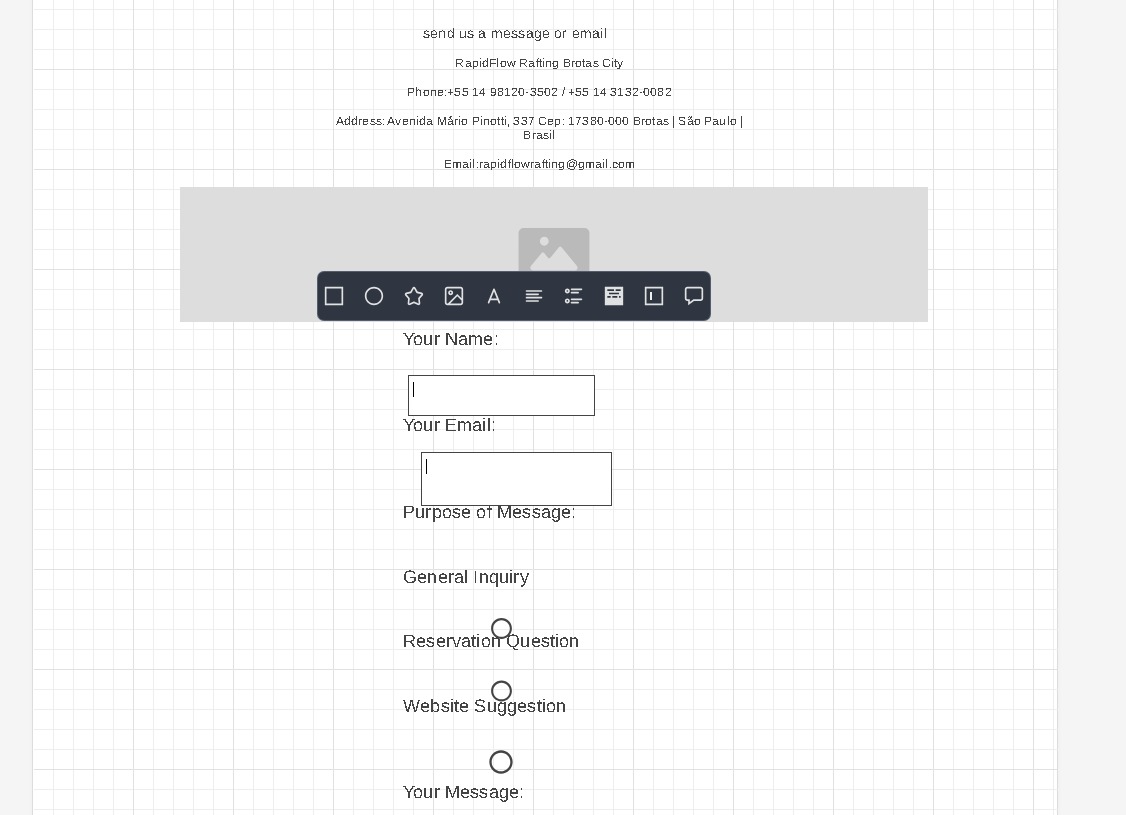 send us a message or email
RapidFlow Rafting Brotas City
Phone:+55 14 98120-3502 / +55 14 3132-0082
Address: Avenida Mário Pinotti, 337 Cep: 17380-000 Brotas | São Paulo |
Brasil
Email:rapidflowrafting@gmail.com
Your Name:
Your Email:
Purpose of Message:
General Inquiry
Reservation Question
Website Suggestion
Your Message: